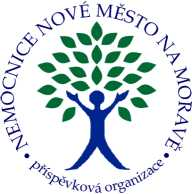 NEMOCNICE NOVÉ MĚSTO NA MORAVĚ
• příspěvková organizace •